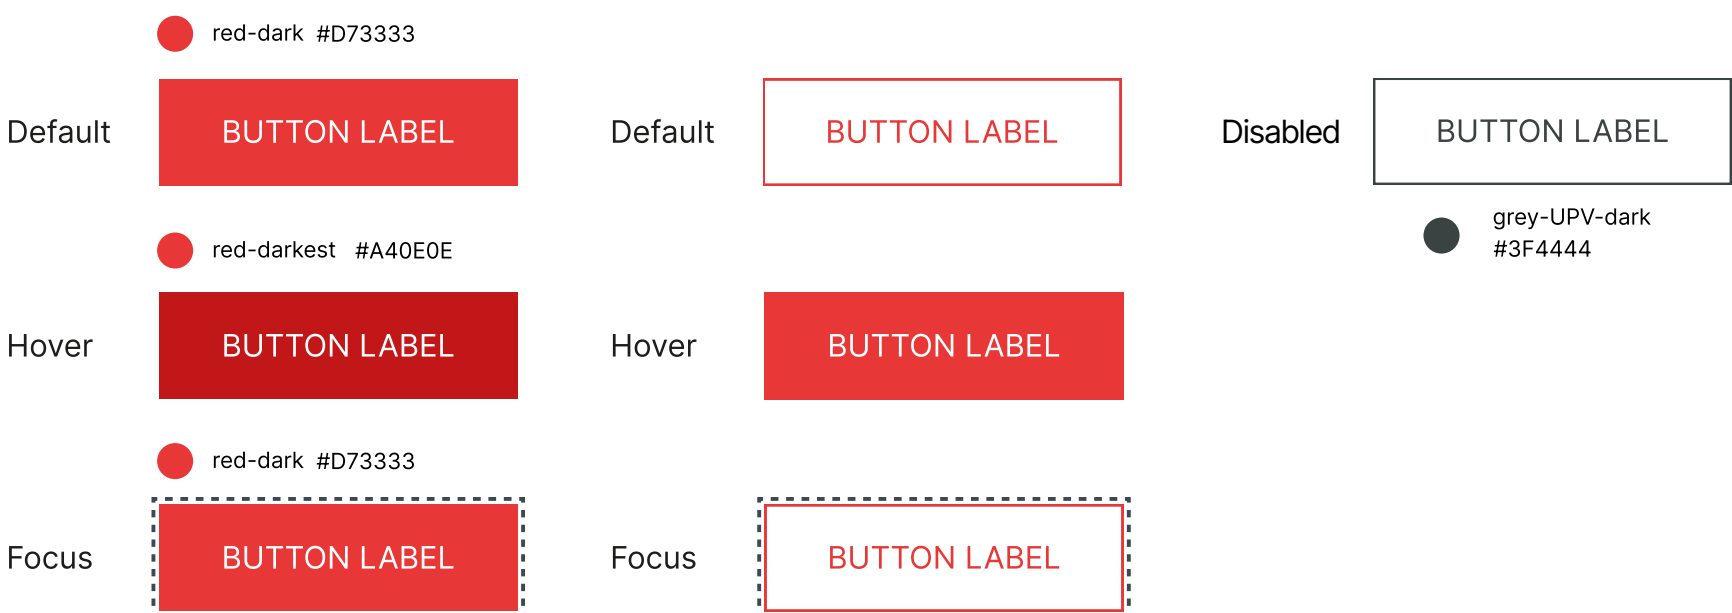 red-dark #D73333
Default BUTTON LABEL Default BUTTON LABEL Disabled BUTTON LABEL
grey-UPV-dark
red-darkest #A40E0E #3F4444
Hover BUTTON LABEL Hover BUTTON LABEL
red-dark #D73333
Focus BUTTON LABEL Focus BUTTON LABEL